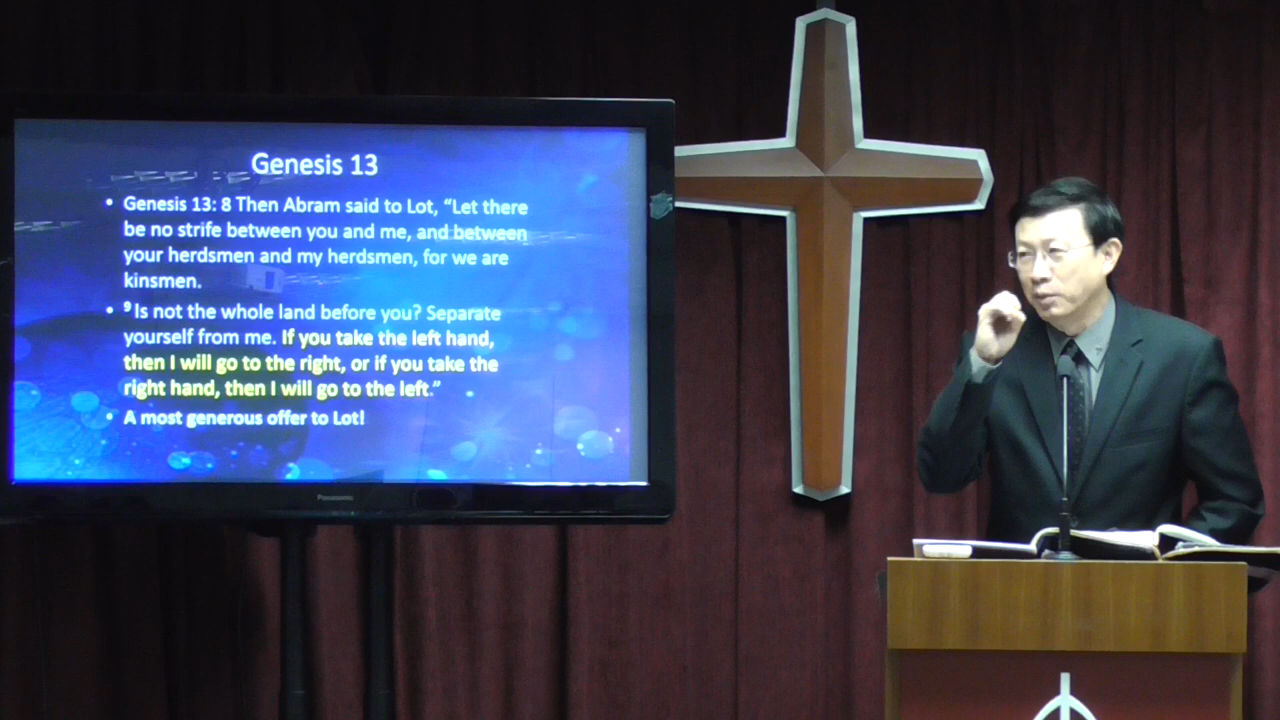 Genesis 13
• Genesis 13: 8 Then Abram said to Lot, “Let there
be no strife between you and me, and between
your herdsmen and my herdsmen, for we are
kinsmen.
• 9 Is not the whole land before you? Separate
yourself from me. If you take the left hand,
then I will go to the right, or if you take the
right hand, then I will go to the left.”
• A most generous offer to Lot!
Panasonic